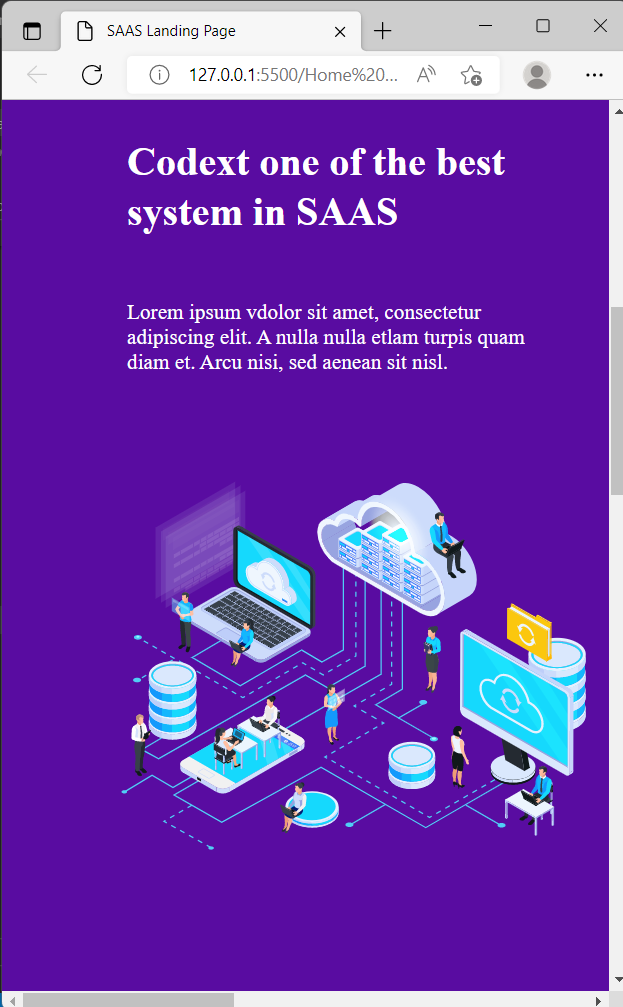 SAAS Landing Page
127.0.0.1:5500/Home%20...
Codext one of the best
system in SAAS
Lorem ipsum vdolor sit amet, consectetur
adipiscing elit. A nulla nulla etlam turpis quam
diam et. Arcu nisi, sed aenean sit nisl.